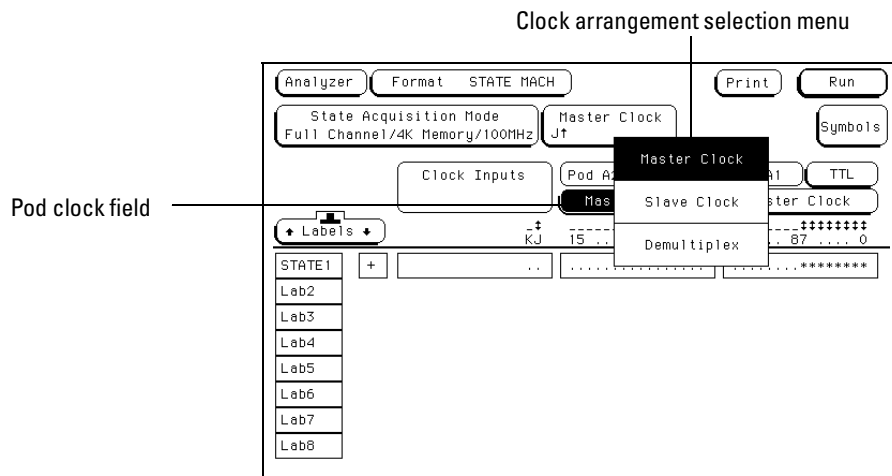 Clock arrangement selection menu
Analyzer Format STATE MACH Print Run
State Acquisition Mode
Full Channel/4K Memory/100MHz
Master Clock
J↑
Symbols
Clock Inputs
Pod A2
A1 TTL
Master Clock
Slave Clock
Demultiplex
Pod clock field
Mas
ster Clock
Labels
KJ 15 .. .. 87 .... 0
STATE1 + .. ................ ........********
Lab2
Lab3
Lab4
Lab5
Lab6
Lab7
Lab8